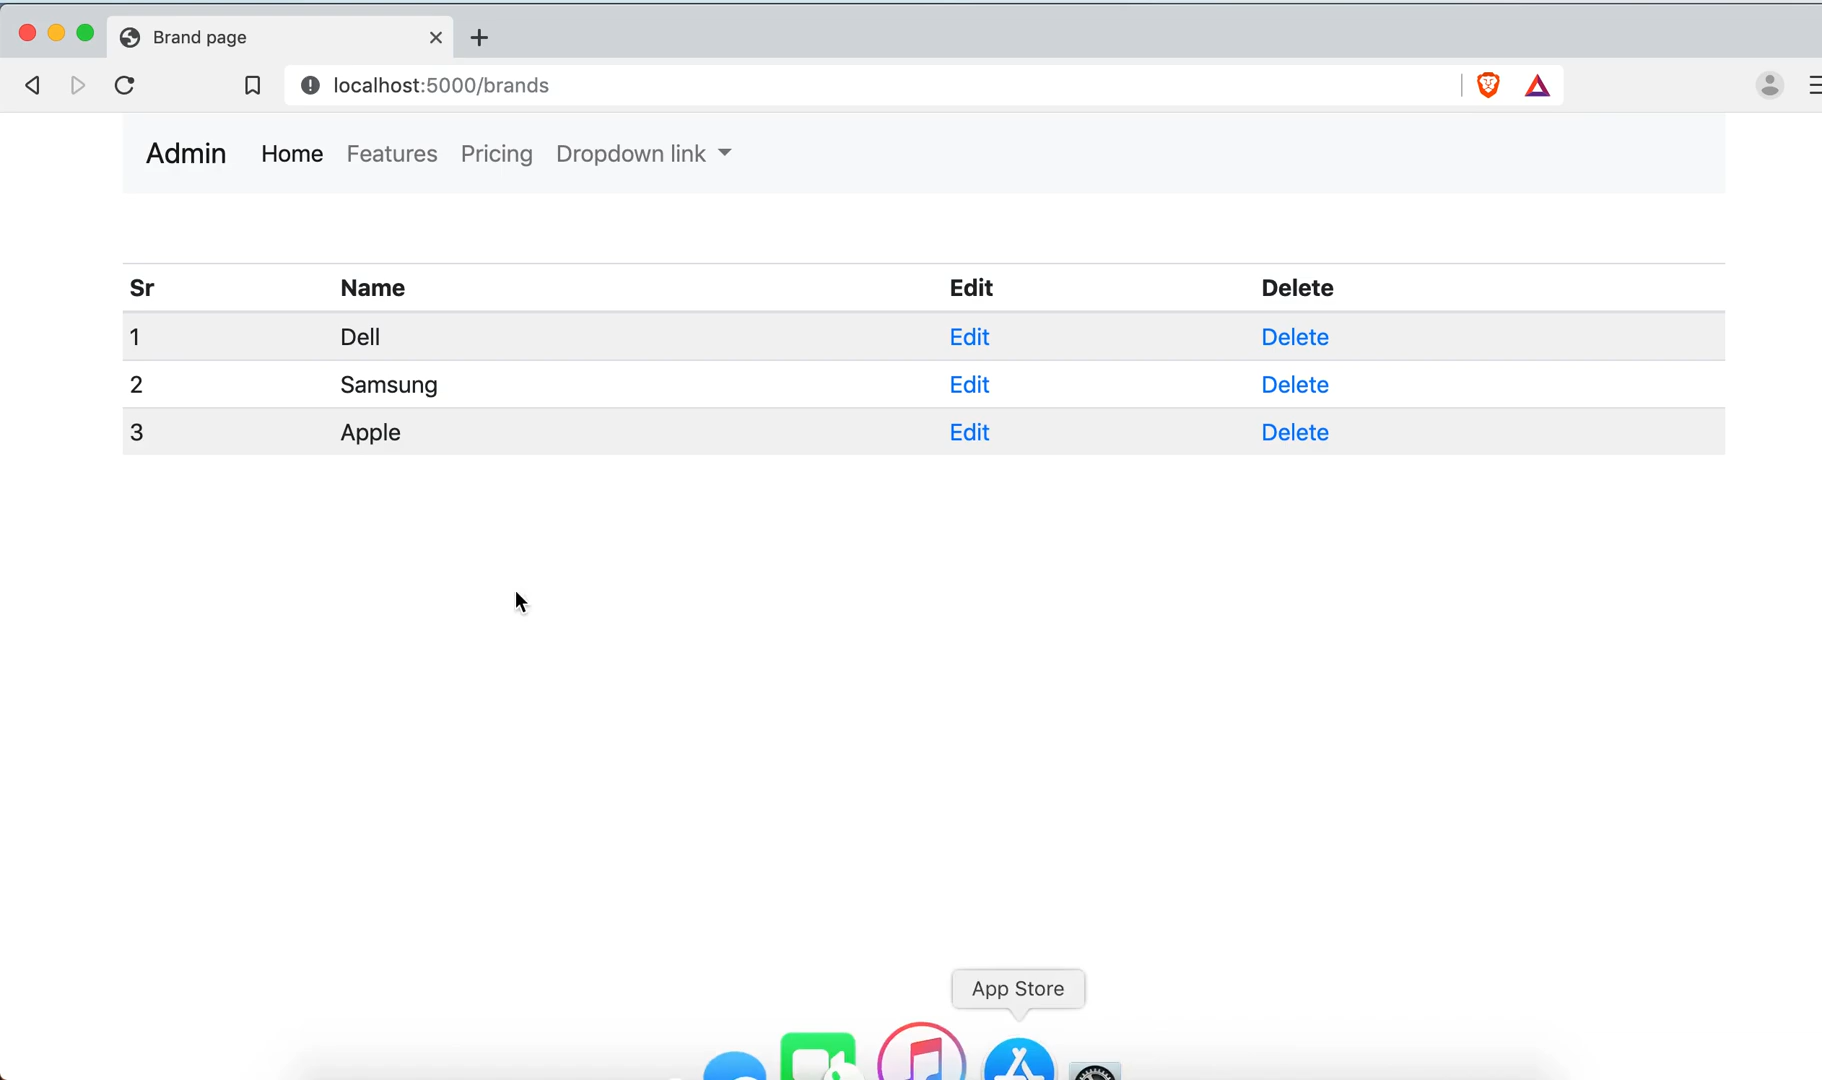 Brand page
localhost:5000/brands
Admin Home Features Pricing Dropdown link
Sr Name Edit Delete
1 Dell Edit Delete
2 Samsung Edit Delete
3 Apple Edit Delete
App Store